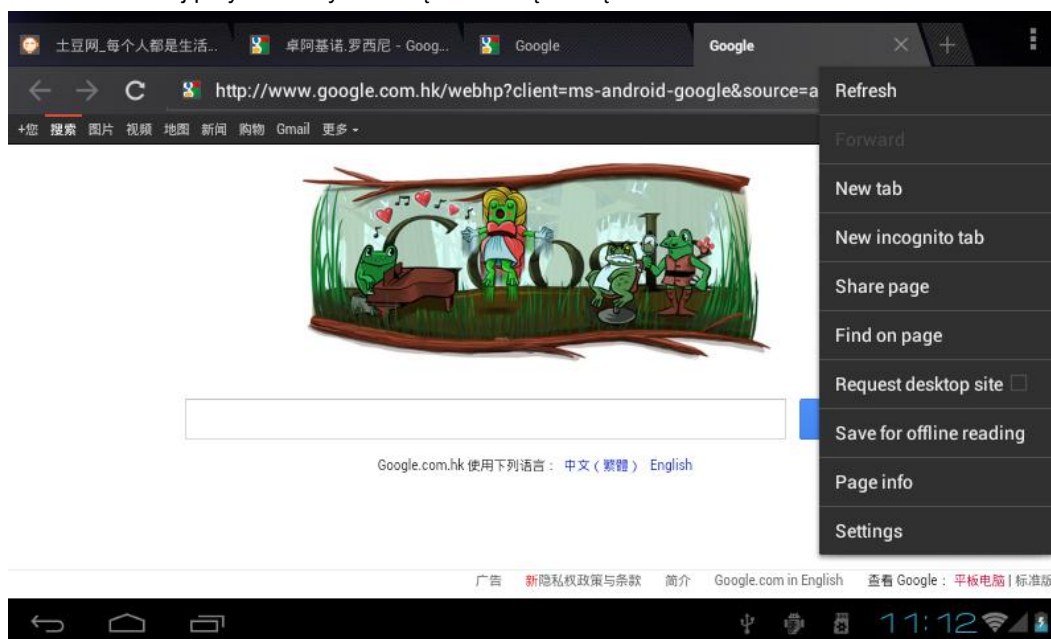 土豆网_每个人都是生活... 卓阿基诺.罗西尼 - Goog... Google Google
http://www.google.com.hk/webhp?client=ms-android-google&source=a
+您 搜索 图片 视频 地图 新闻 购物 Gmail 更多
Refresh
Forward
New tab
New incognito tab
Share page
Find on page
Request desktop site
Save for offline reading
Page info
Settings
Google
Google.com.hk 使用下列语言： 中文（繁體） English
广告 新隐私权政策与条款 简介 Google.com in English 查看 Google： 平板电脑 | 标准版
11:12